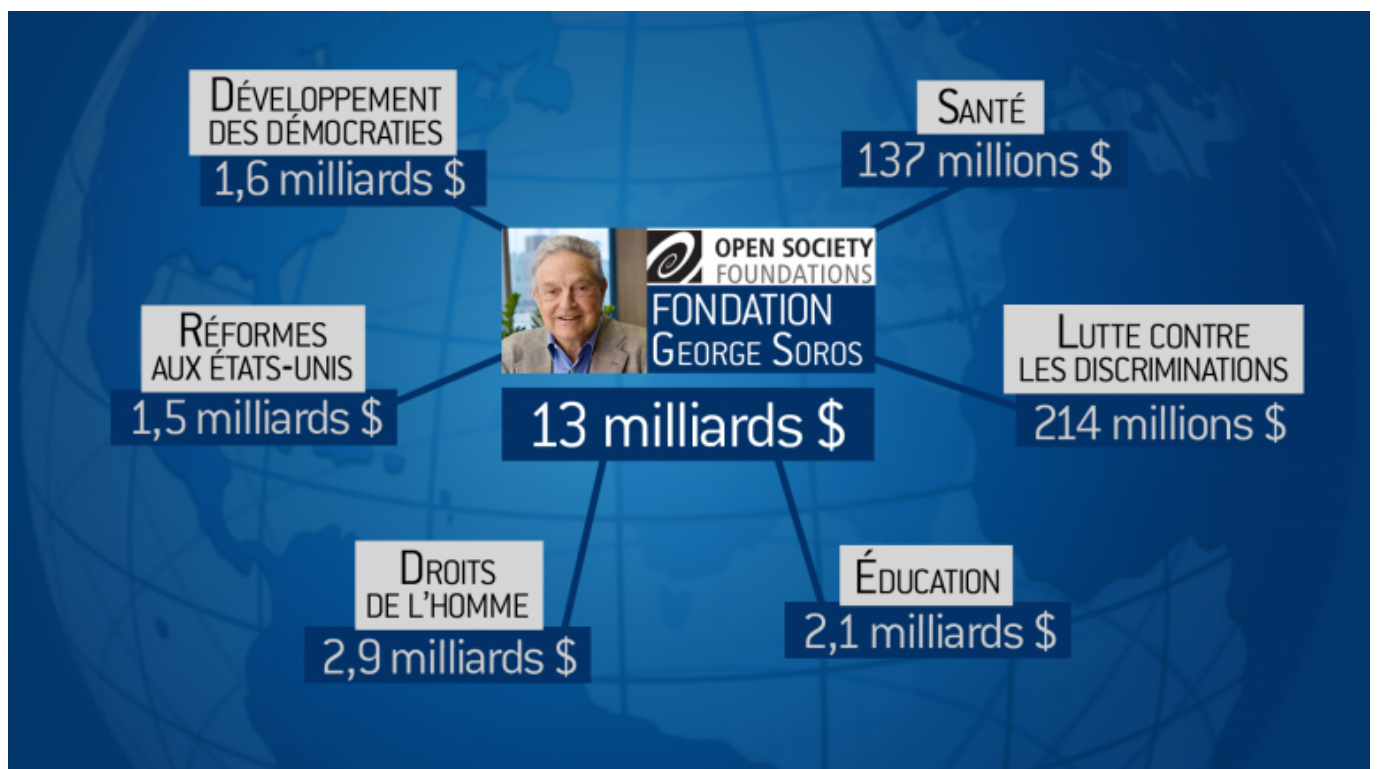 DÉVELOPPEMENT
DES DÉMOCRATIES
1,6 milliards $
SANTÉ
137 millions $
OPEN SOCIETY
FOUNDATIONS
FONDATION
GEORGE SOROS
13 milliards $
RÉFORMES
AUX ÉTATS-UNIS
1,5 milliards $
LUTTE CONTRE
LES DISCRIMINATIONS
214 millions $
DROITS
DE L'HOMME
2,9 milliards $
ÉDUCATION
2,1 milliards $